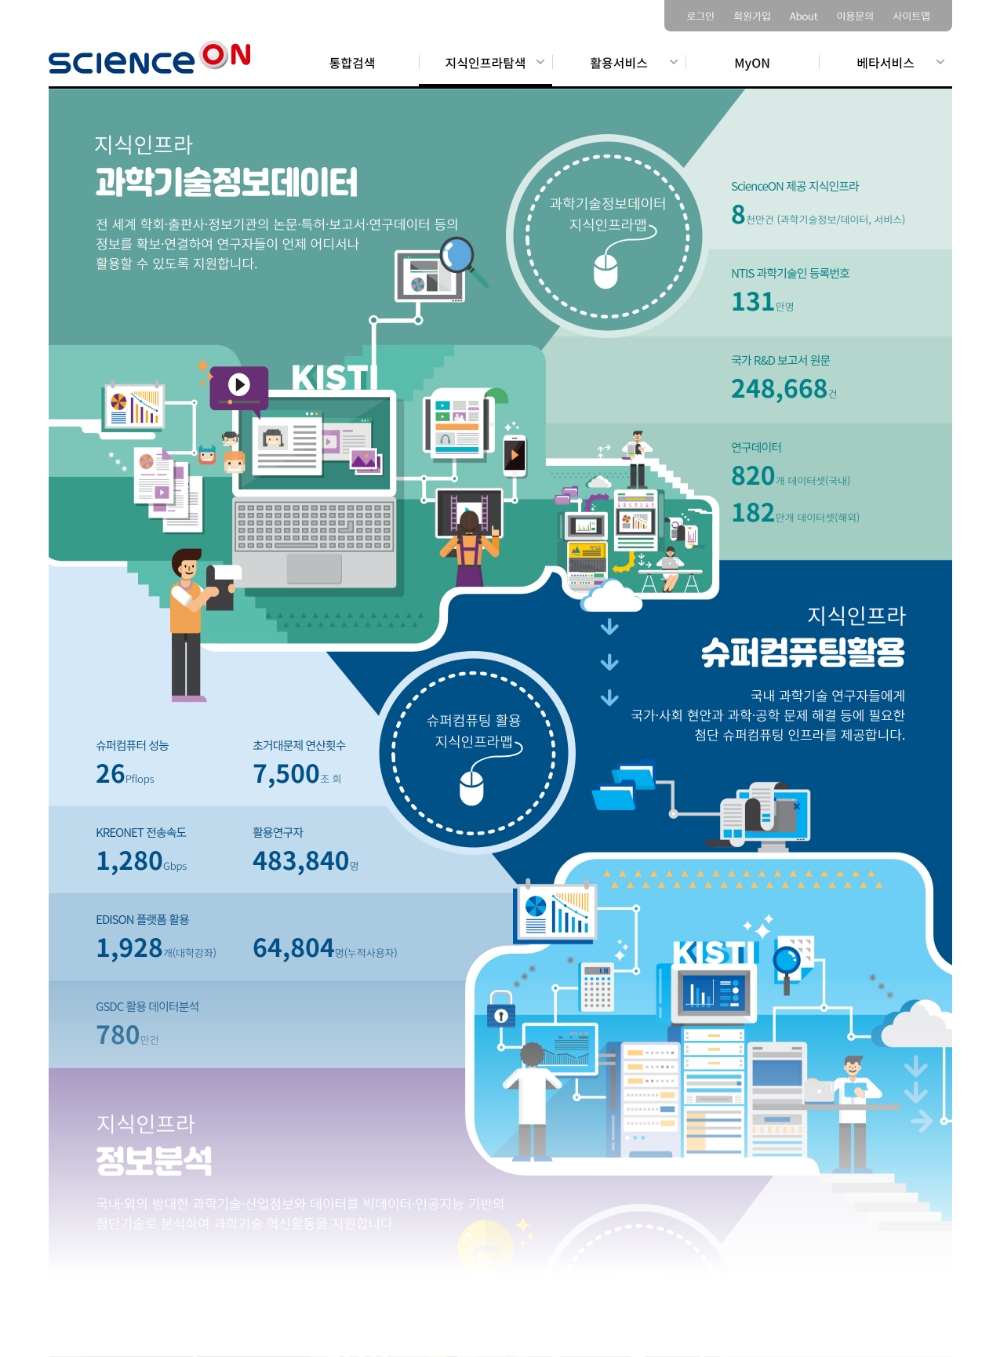 로그인 회원가입 About 이용문의 사이트맵
SCIENCE ON
통합검색 지식인프라탐색 활용서비스 MyON 베타서비스
지식인프라
과학기술정보데이터
전 세계 학회·출판사·정보기관의 논문·특허·보고서·연구데이터 등의
정보를 확보·연결하여 연구자들이 언제 어디서나
활용할 수 있도록 지원합니다.
과학기술정보데이터
지식인프라맵
ScienceON 제공 지식인프라
8천만건 (과학기술정보/데이터, 서비스)
NTIS 과학기술인 등록번호
131만명
국가 R&D 보고서 원문
248,668건
연구데이터
820개 데이터셋(국내)
182만개 데이터셋(해외)
KISTI
지식인프라
슈퍼컴퓨팅활용
국내 과학기술 연구자들에게
국가·사회 현안과 과학·공학 문제 해결 등에 필요한
첨단 슈퍼컴퓨팅 인프라를 제공합니다.
슈퍼컴퓨팅 활용
지식인프라맵
슈퍼컴퓨터 성능
26Pflops
초거대문제 연산횟수
7,500조 회
KREONET 전송속도
1,280Gbps
활용연구자
483,840명
EDISON 플랫폼 활용
1,928개(대학강좌) 64,804명(누적사용자)
GSDC 활용 데이터분석
780만건
KISTI
지식인프라
정보분석
국내·외의 방대한 과학기술·산업정보와 데이터를 빅데이터·인공지능 기반의
첨단기술로 분석하여 과학기술 혁신활동을 지원합니다.